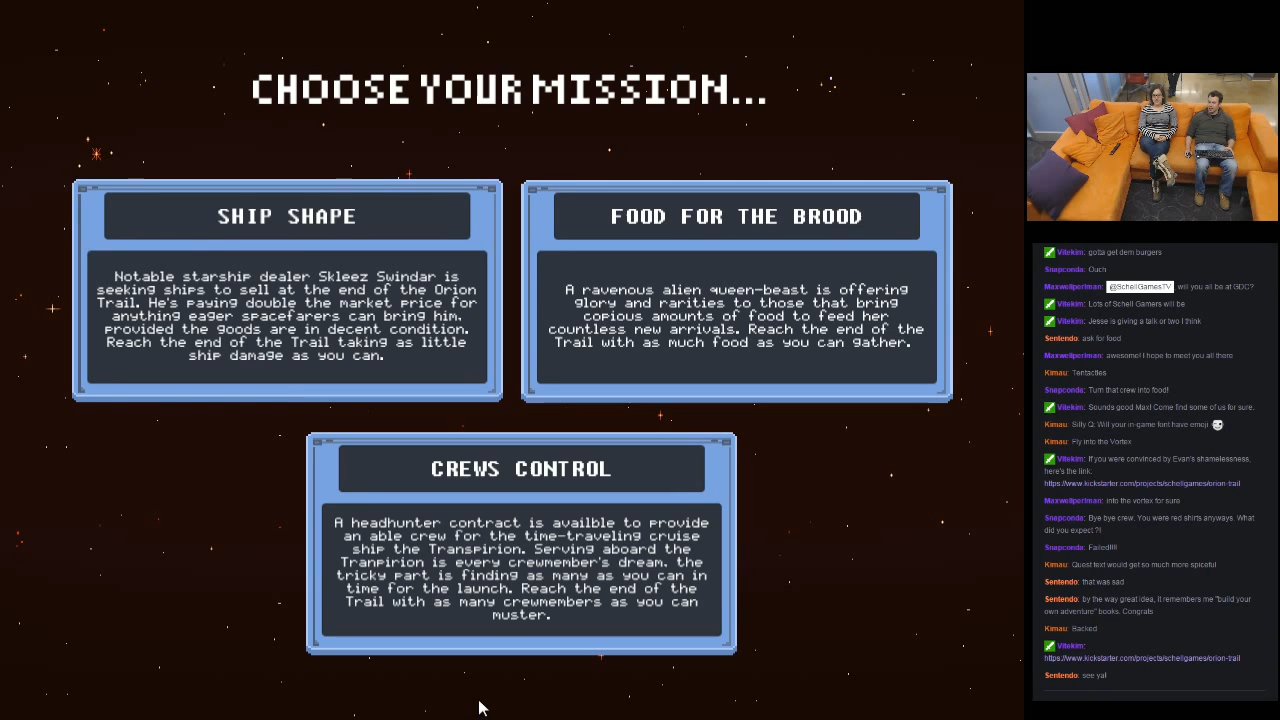 CHOOSE YOUR MISSION...
SHIP SHAPE
Notable starship dealer Skleez Swindar is
seeking ships to sell at the end of the Orion
Trail. He's paying double the market price for
anything eager spacefarers can bring him,
provided the goods are in decent condition.
Reach the end of the Trail taking as little
ship damage as you can.
FOOD FOR THE BROOD
A ravenous alien queen-beast is offering
glory and rarities to those that bring
copious amounts of food to feed her
countless new arrivals. Reach the end of the
Trail with as much food as you can gather.
CREWS CONTROL
A headhunter contract is availble to provide
an able crew for the time-traveling cruise
ship the Transpirion. Serving aboard the
Tranpirion is every crewmember's dream. the
tricky part is finding as many as you can in
time for the launch. Reach the end of the
Trail with as many crewmembers as you can
muster.
Vitekim: gotta get dem burgers
Snapconda: Ouch
Maxwellperlman: @SchellGamesTV will you all be at GDC?
Vitekim: Lots of Schell Gamers will be
Vitekim: Jesse is giving a talk or two I think
Sentendo: ask for food
Maxwellperlman: awesome! I hope to meet you all there
Kimau: Tentacties
Snapconda: Turn that crew into food!
Vitekim: Sounds good Max! Come find some of us for sure.
Kimau: Silly Q: Will your in-game font have emoji
Kimau: Fly into the Vortex
Vitekim: If you were convinced by Evan's shamelessness,
here's the link:
https://www.kickstarter.com/projects/schellgames/orion-trail
Maxwellperlman: into the vortex for sure
Snapconda: Bye bye crew. You were red shirts anyways. What
did you expect ?!
Snapconda: Failed!!!!
Kimau: Quest text would get so much more spiceful
Sentendo: that was sad
Sentendo: by the way great idea, it remembers me "build your
own adventure" books. Congrats
Kimau: Backed
Vitekim:
https://www.kickstarter.com/projects/schellgames/orion-trail
Sentendo: see ya!